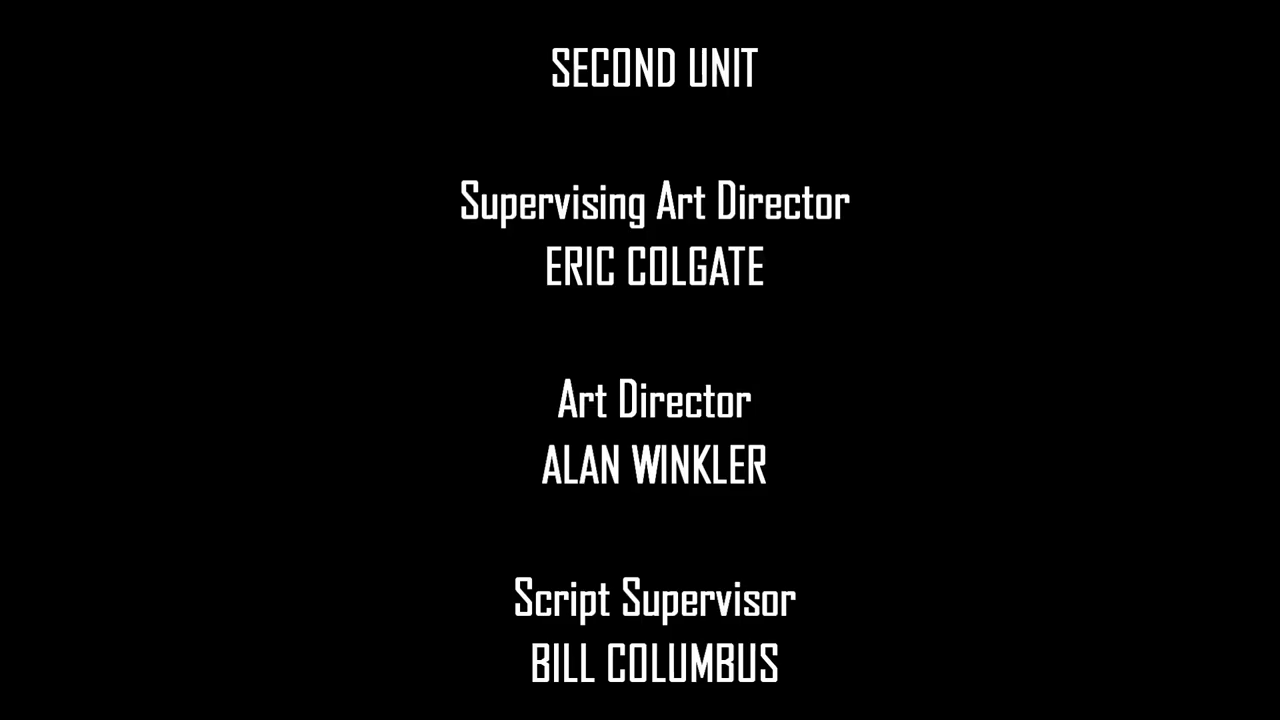 SECOND UNIT
Supervising Art Director
ERIC COLGATE
Art Director
ALAN WINKLER
Script Supervisor
BILL COLUMBUS